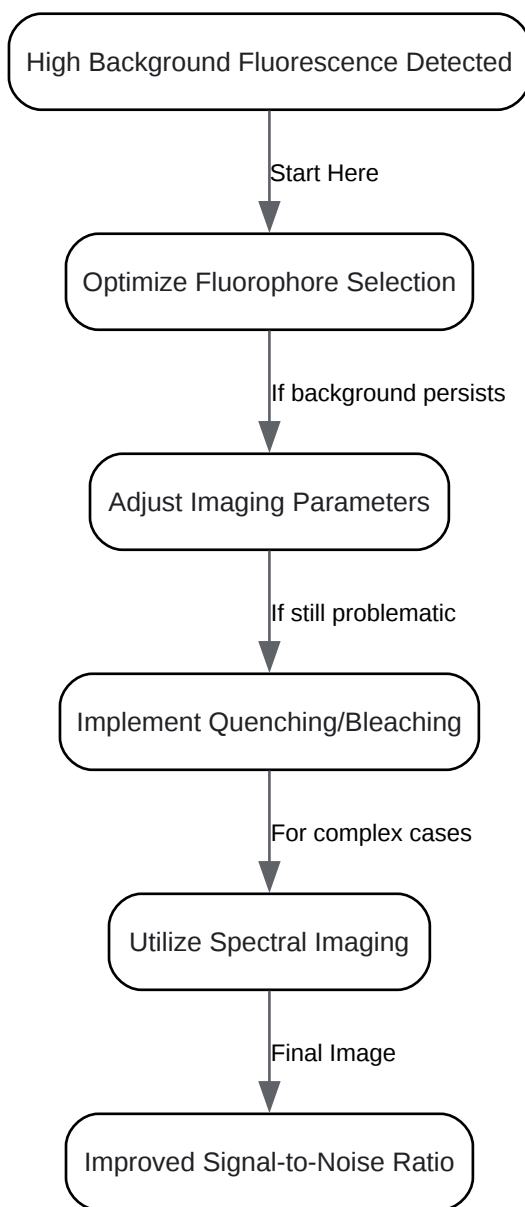 High Background Fluorescence Detected
Start Here
Optimize Fluorophore Selection
If background persists
Adjust Imaging Parameters
If still problematic
Implement Quenching/Bleaching
For complex cases
Utilize Spectral Imaging
Final Image
Improved Signal-to-Noise Ratio